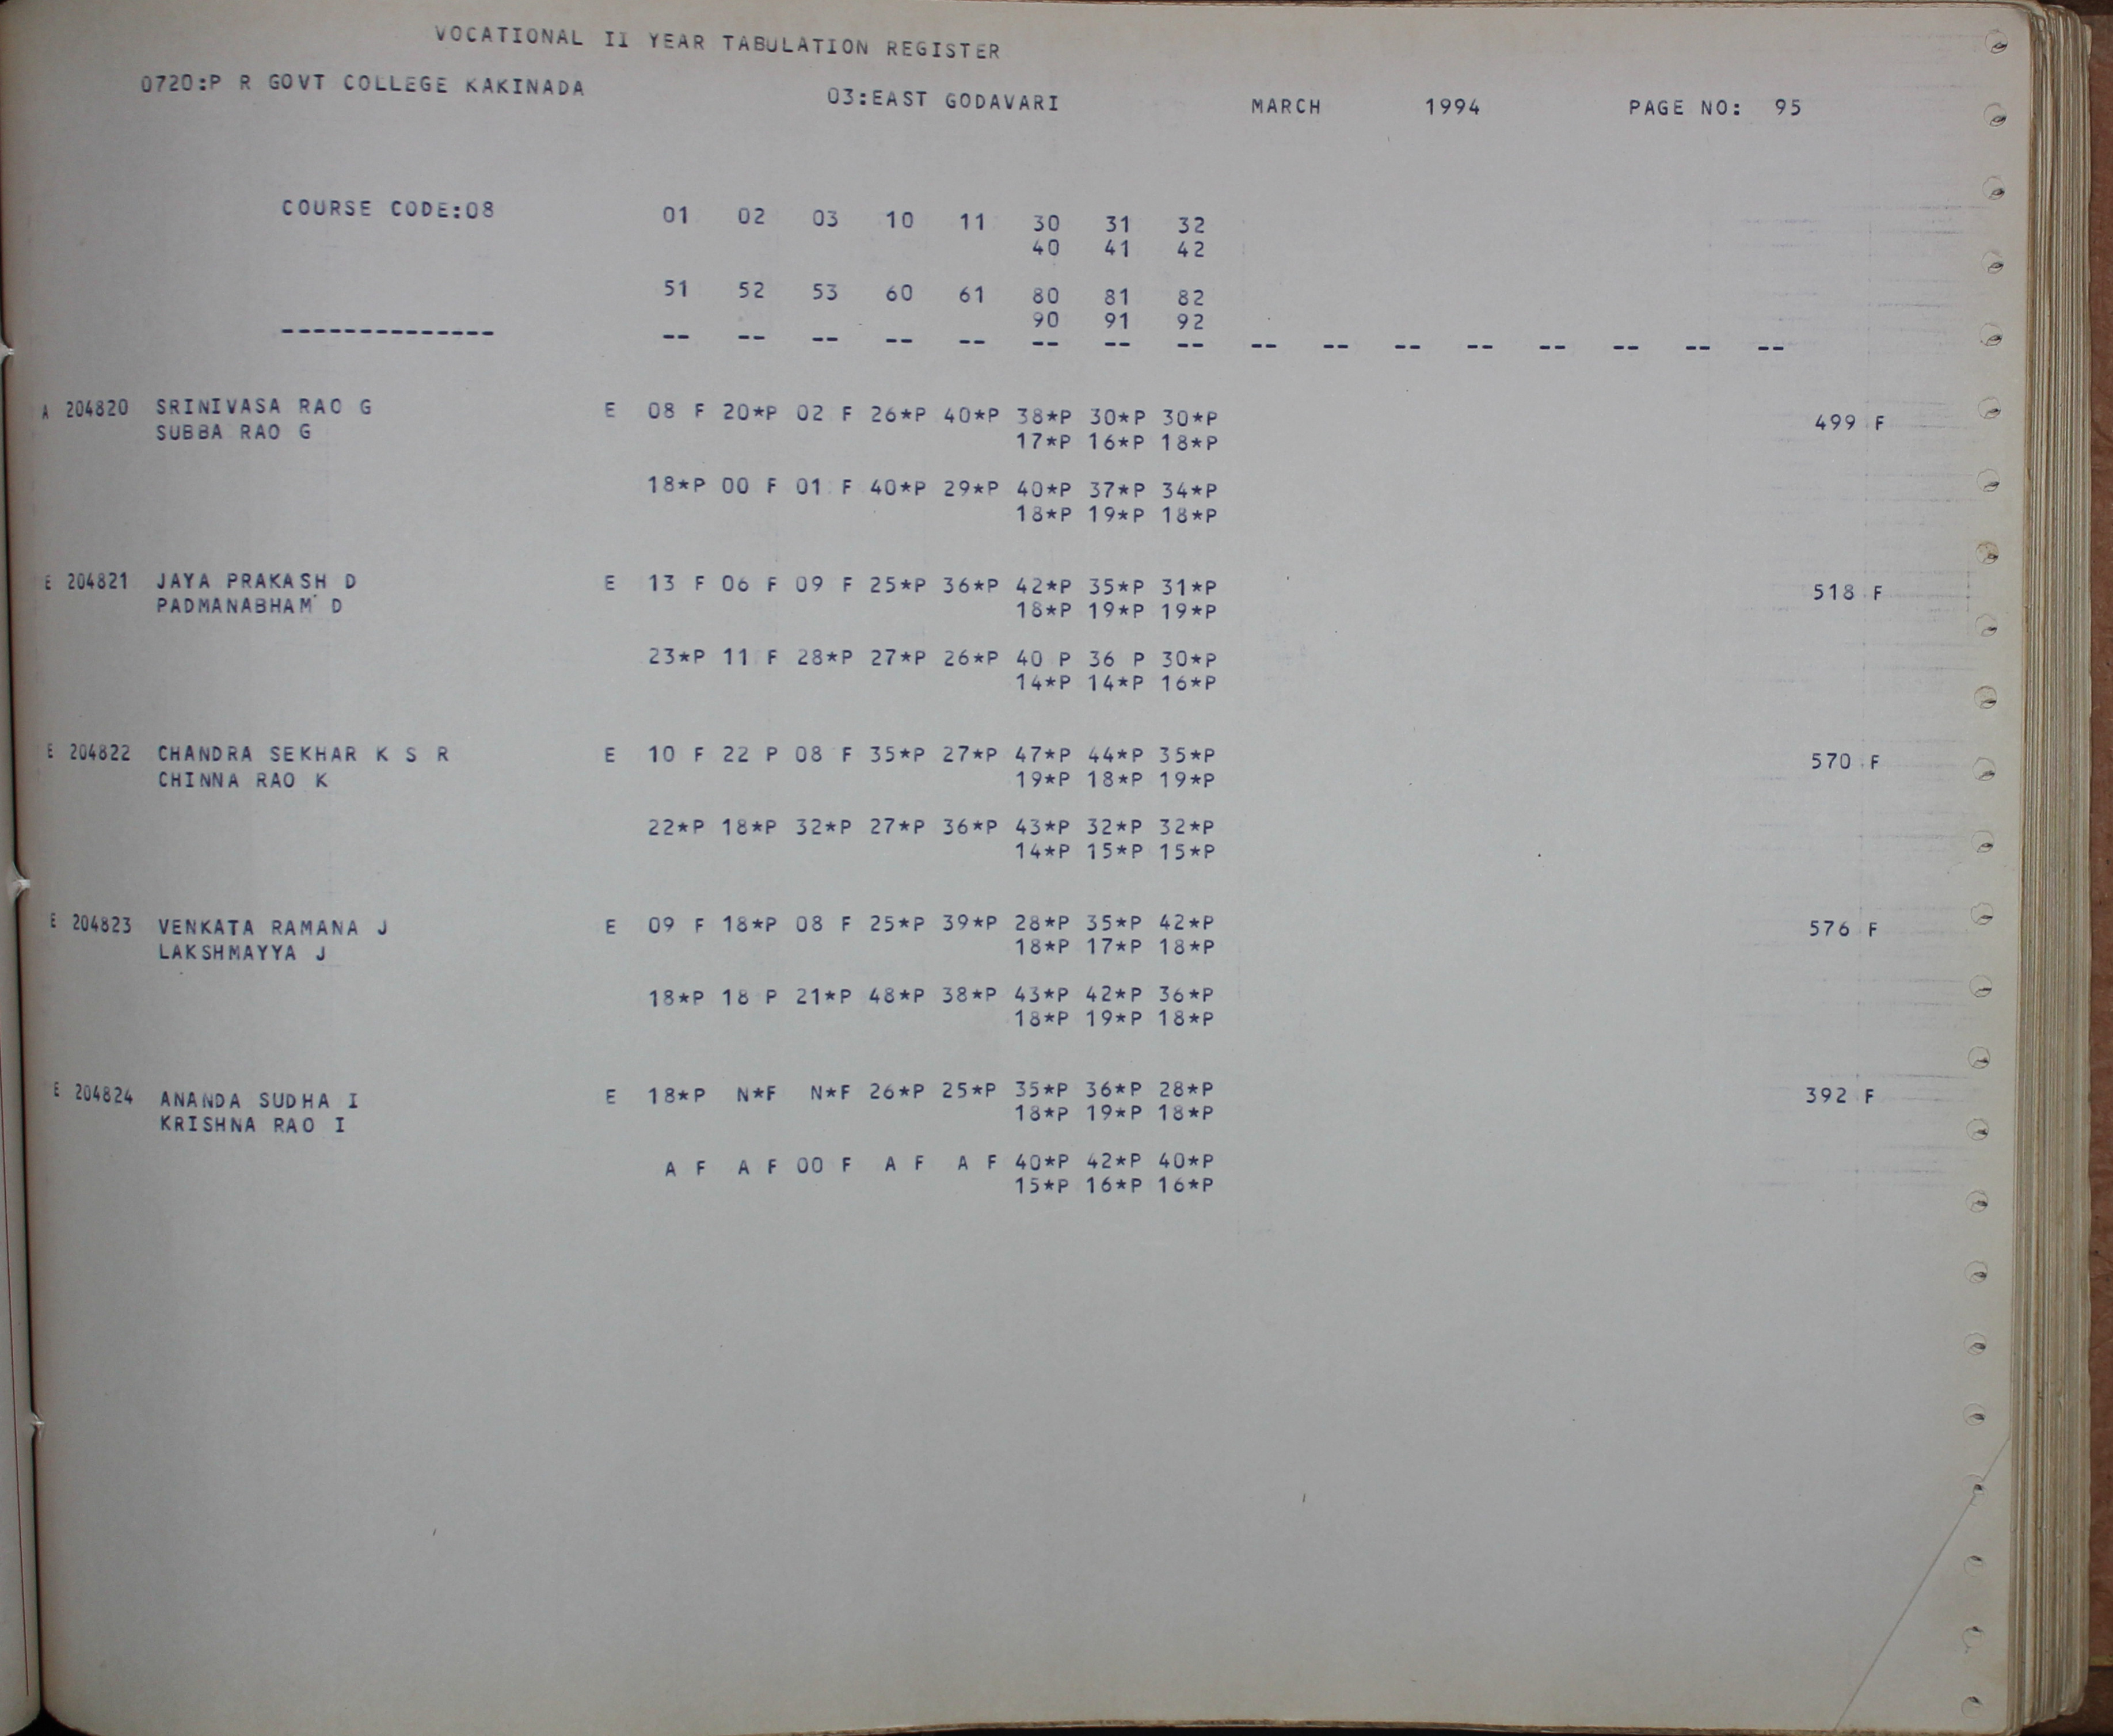 VOCATIONAL II YEAR TABULATION REGISTER
0720:P R GOVT COLLEGE KAKINADA 03:EAST GODAVARI MARCH 1994 PAGE NO: 95
COURSE CODE:08 01 02 03 10 11 30 31 32
40 41 42
51 52 53 60 61 80 81 82
90 91 92
-------------- -- -- -- -- -- -- -- -- -- -- -- -- -- -- -- --
A 204820 SRINIVASA RAO G E 08 F 20*P 02 F 26*P 40*P 38*P 30*P 30*P 499 F
SUBBA RAO G 17*P 16*P 18*P
18*P 00 F 01 F 40*P 29*P 40*P 37*P 34*P
18*P 19*P 18*P
E 204821 JAYA PRAKASH D E 13 F 06 F 09 F 25*P 36*P 42*P 35*P 31*P 518 F
PADMANABHAM D 18*P 19*P 19*P
23*P 11 F 28*P 27*P 26*P 40 P 36 P 30*P
14*P 14*P 16*P
E 204822 CHANDRA SEKHAR K S R E 10 F 22 P 08 F 35*P 27*P 47*P 44*P 35*P 570 F
CHINNA RAO K 19*P 18*P 19*P
22*P 18*P 32*P 27*P 36*P 43*P 32*P 32*P
14*P 15*P 15*P
E 204823 VENKATA RAMANA J E 09 F 18*P 08 F 25*P 39*P 28*P 35*P 42*P 576 F
LAKSHMAYYA J 18*P 17*P 18*P
18*P 18 P 21*P 48*P 38*P 43*P 42*P 36*P
18*P 19*P 18*P
E 204824 ANANDA SUDHA I E 18*P N*F N*F 26*P 25*P 35*P 36*P 28*P 392 F
KRISHNA RAO I 18*P 19*P 18*P
A F A F 00 F A F A F 40*P 42*P 40*P
15*P 16*P 16*P